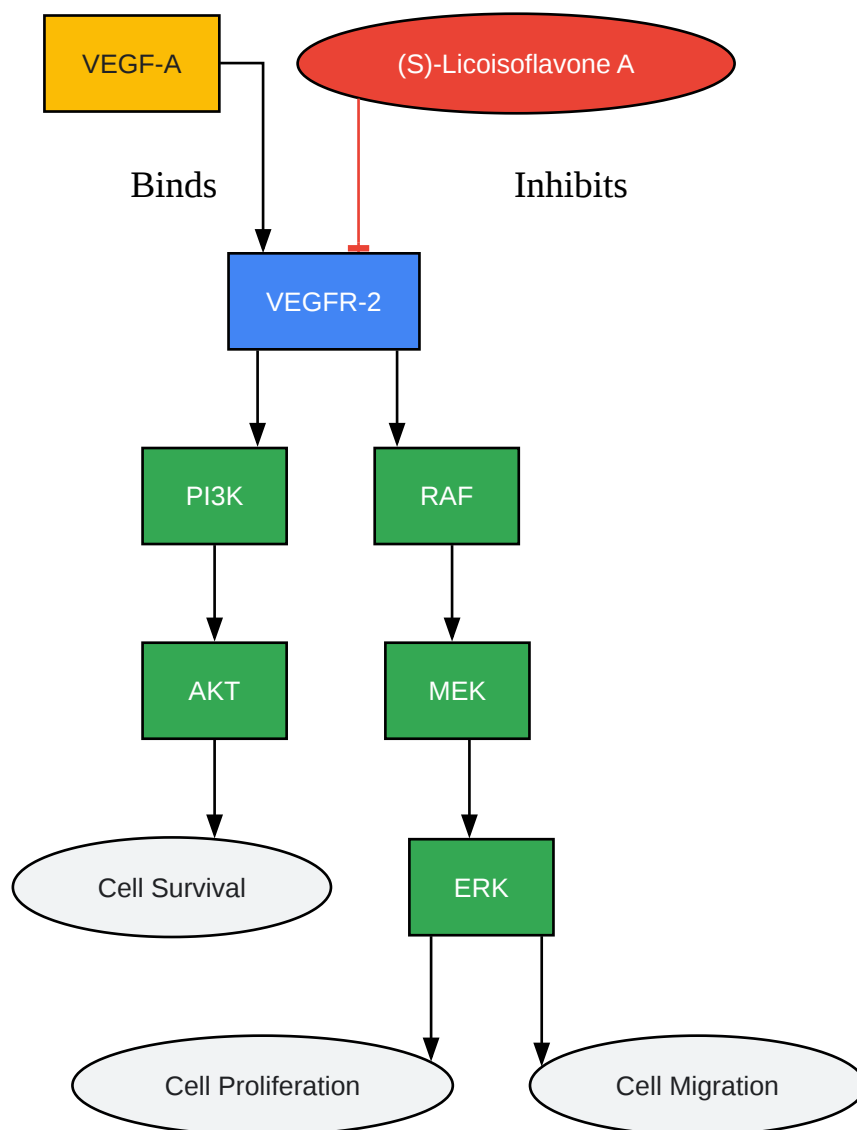 VEGF-A
(S)-Licoisoflavone A
Binds
Inhibits
VEGFR-2
PI3K
RAF
AKT
MEK
Cell Survival
ERK
Cell Proliferation
Cell Migration